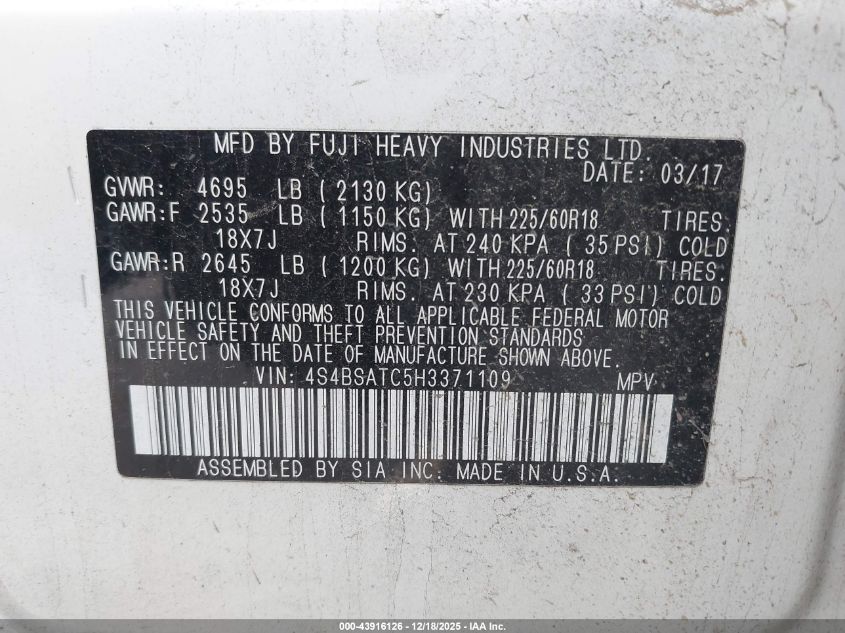 MFD BY FUJI HEAVY INDUSTRIES LTD.
DATE: 03/17
GVWR: 4695 LB ( 2130 KG)
GAWR:F 2535 LB ( 1150 KG) WITH 225/60R18 TIRES.
18X7J RIMS. AT 240 KPA ( 35 PSI) COLD
GAWR:R 2645 LB ( 1200 KG) WITH 225/60R18 TIRES.
18X7J RIMS. AT 230 KPA ( 33 PSI) COLD
THIS VEHICLE CONFORMS TO ALL APPLICABLE FEDERAL MOTOR
VEHICLE SAFETY AND THEFT PREVENTION STANDARDS
IN EFFECT ON THE DATE OF MANUFACTURE SHOWN ABOVE.
VIN: 4S4BSATC5H3371109 MPV
ASSEMBLED BY SIA INC. MADE IN U.S.A.
000-43916126 - 12/18/2025 - IAA Inc.